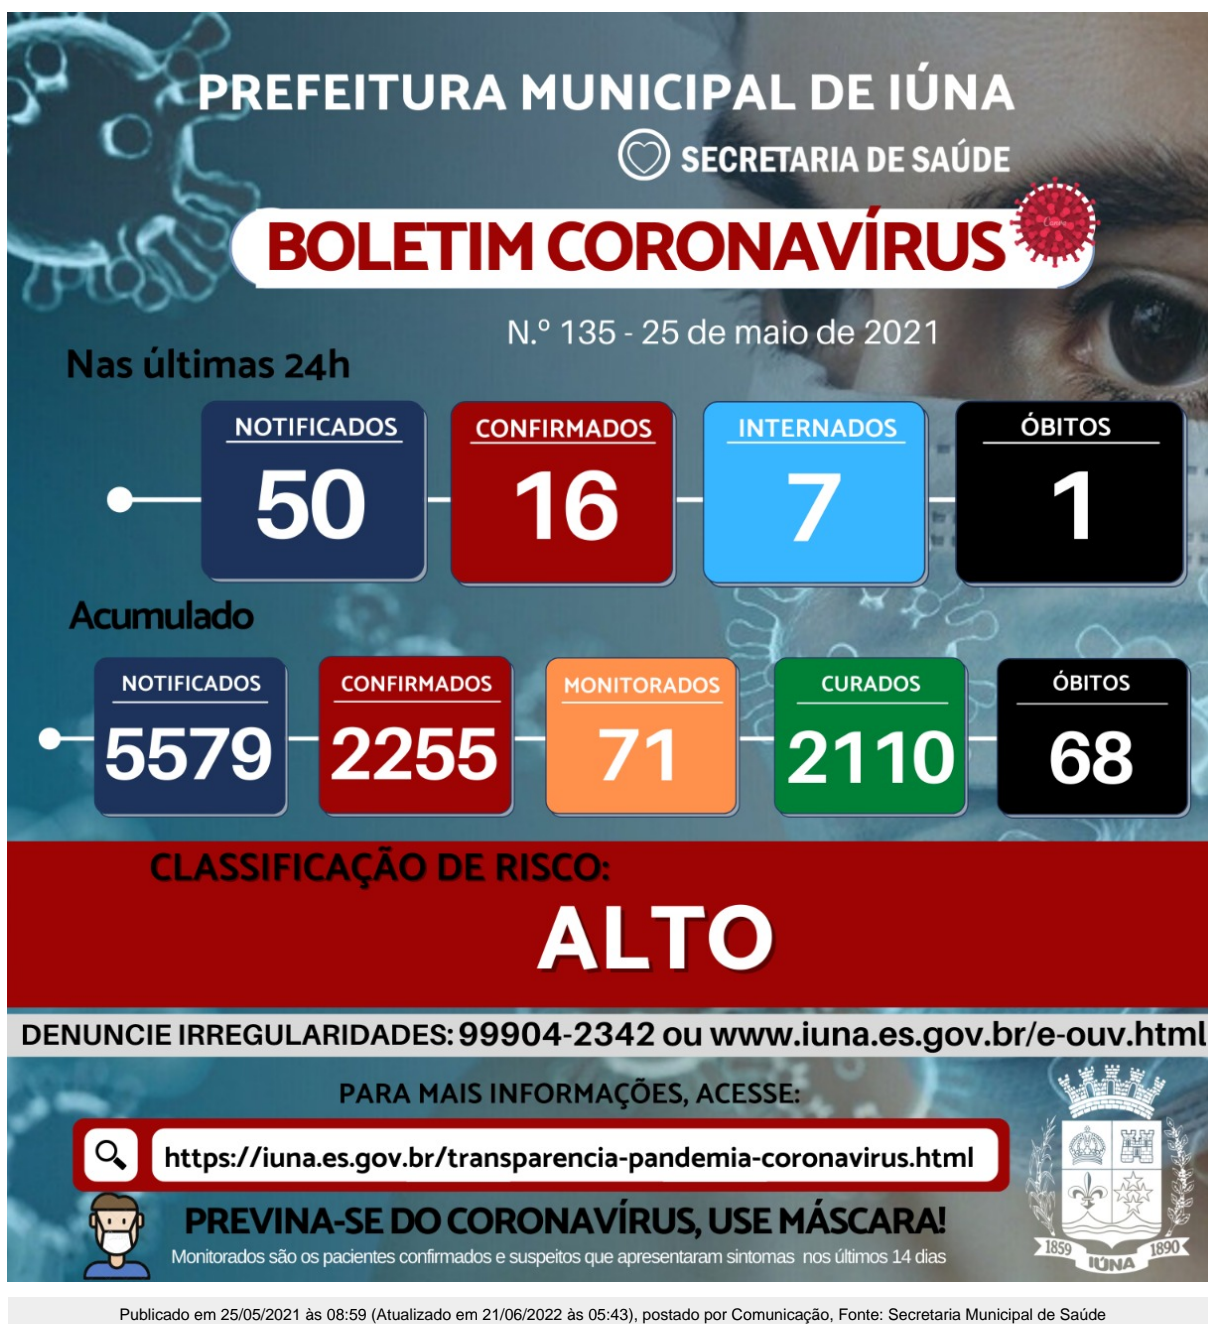 PREFEITURA MUNICIPAL DE IÚNA
SECRETARIA DE SAÚDE
BOLETIM CORONAVÍRUS
Canva
N.º 135 - 25 de maio de 2021
Nas últimas 24h
NOTIFICADOS
50
CONFIRMADOS
16
INTERNADOS
7
ÓBITOS
1
Acumulado
NOTIFICADOS
5579
CONFIRMADOS
2255
MONITORADOS
71
CURADOS
2110
ÓBITOS
68
CLASSIFICAÇÃO DE RISCO:
ALTO
DENUNCIE IRREGULARIDADES: 99904-2342 ou www.iuna.es.gov.br/e-ouv.html
PARA MAIS INFORMAÇÕES, ACESSE:
https://iuna.es.gov.br/transparencia-pandemia-coronavirus.html
PREVINA-SE DO CORONAVÍRUS, USE MÁSCARA!
Monitorados são os pacientes confirmados e suspeitos que apresentaram sintomas nos últimos 14 dias
1859 IÚNA 1890
Publicado em 25/05/2021 às 08:59 (Atualizado em 21/06/2022 às 05:43), postado por Comunicação, Fonte: Secretaria Municipal de Saúde